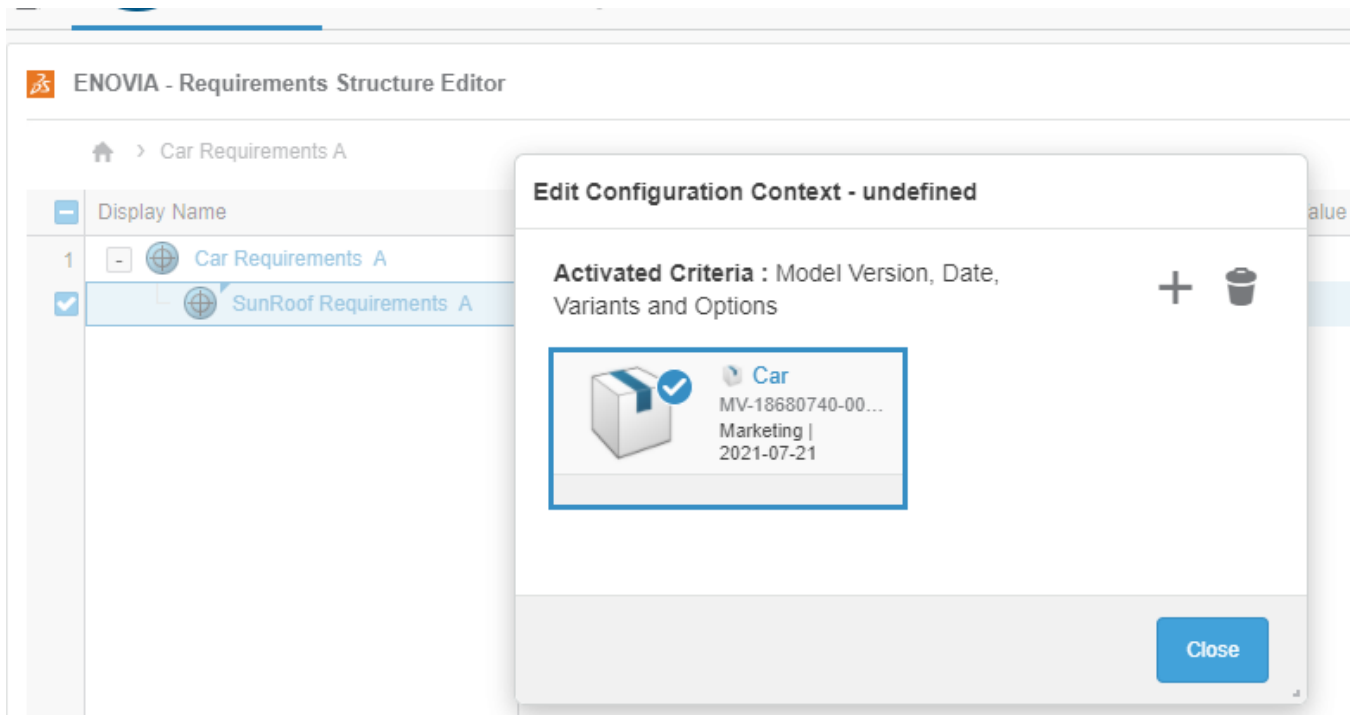 ENOVIA - Requirements Structure Editor
> Car Requirements A
Display Name
alue
1 - Car Requirements A
SunRoof Requirements A
Edit Configuration Context - undefined
Activated Criteria : Model Version, Date,
Variants and Options
Car
MV-18680740-00...
Marketing |
2021-07-21
Close